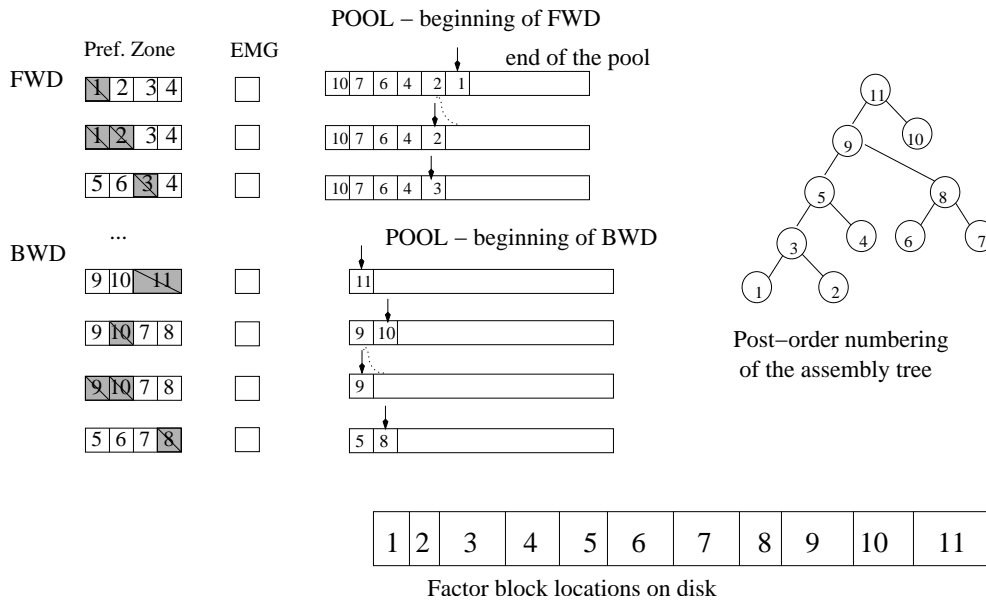 POOL − beginning of FWD
Pref. Zone EMG
end of the pool
FWD
1 2 3 4
10 7 6 4 2 1
1 2 3 4
10 7 6 4 2
5 6 3 4
10 7 6 4 3
...
BWD
POOL − beginning of BWD
9 10 11
11
9 10 7 8
9 10
9 10 7 8
9
5 6 7 8
5 8
11
10
9
5
8
3
4
6
7
1
2
Post−order numbering
of the assembly tree
1 2 3 4 5 6 7 8 9 10 11
Factor block locations on disk